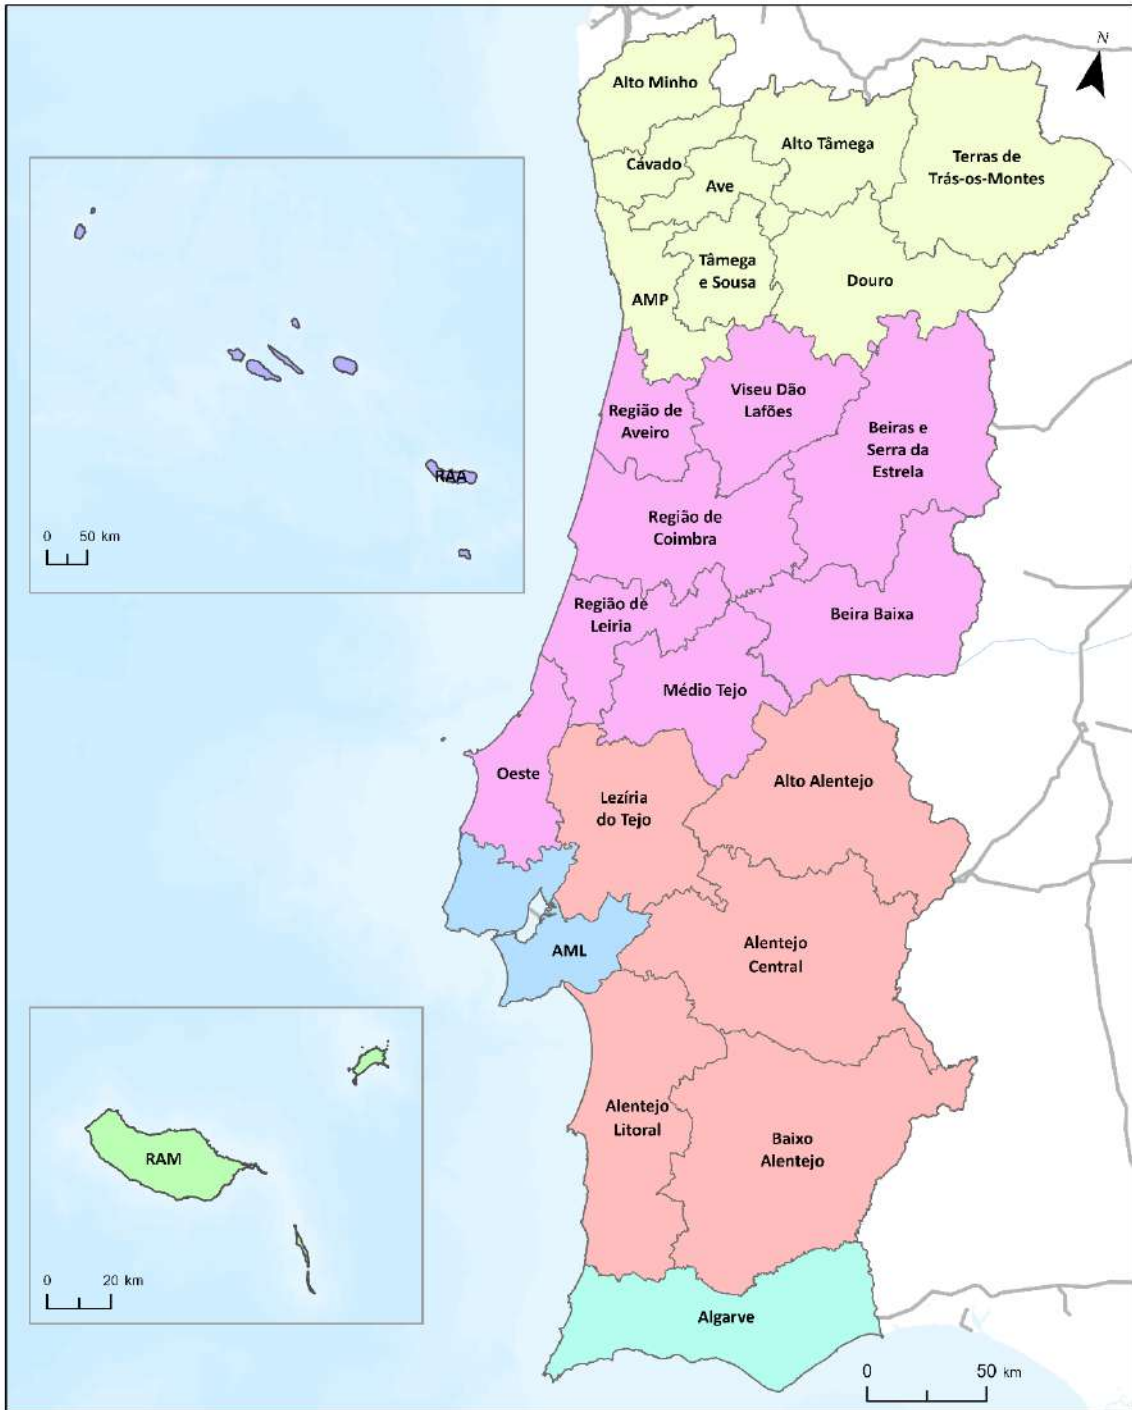 N
Alto Minho
Alto Tâmega
Terras de
Trás-os-Montes
Cávado
Ave
Tâmega
e Sousa
Douro
AMP
Viseu Dão
Lafões
Região de
Aveiro
Beiras e
Serra da
Estrela
Região de
Coimbra
Região de
Leiria
Beira Baixa
Médio Tejo
Oeste
Alto Alentejo
Lezíria
do Tejo
AML
Alentejo
Central
Alentejo
Litoral
Baixo
Alentejo
Algarve
0 50 km
RAA
0 50 km
RAM
0 20 km